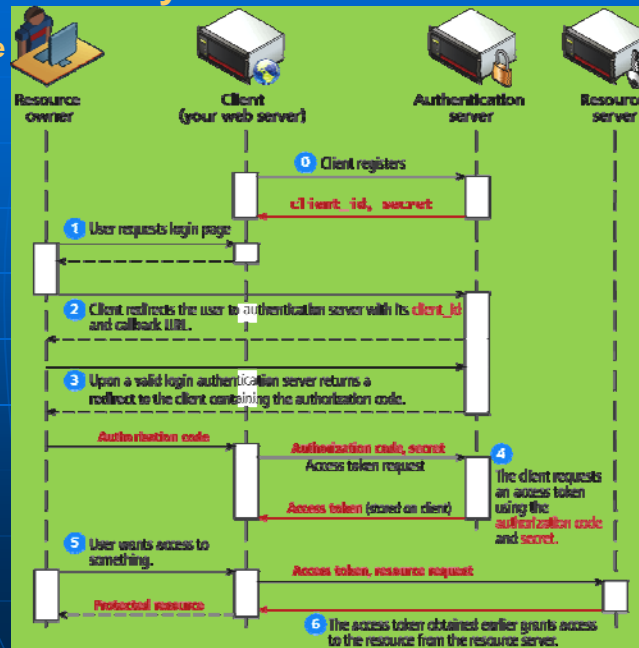 Resource
owner
Client
(your web server)
Authentication
server
Resource
server
0 Client registers
client_id, secret
1 User requests login page
2 Client redirects the user to authentication server with its client_id
and callback URL.
3 Upon a valid login authentication server returns a
redirect to the client containing the authorization code.
Authorization code
Authorization code, secret
Access token request
4
The client requests
an access token
using the
authorization code
and secret.
Access token (stored on client)
5 User wants access to
something.
Access token, resource request
Protected resource
6 The access token obtained earlier grants access
to the resource from the resource server.